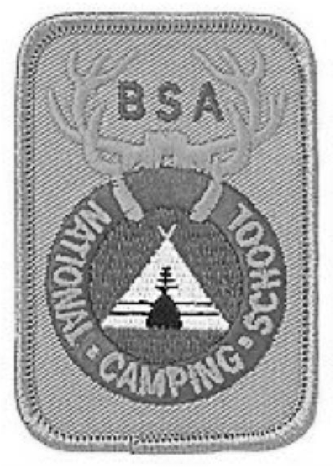 BSA
NATIONAL • CAMPING • SCHOOL